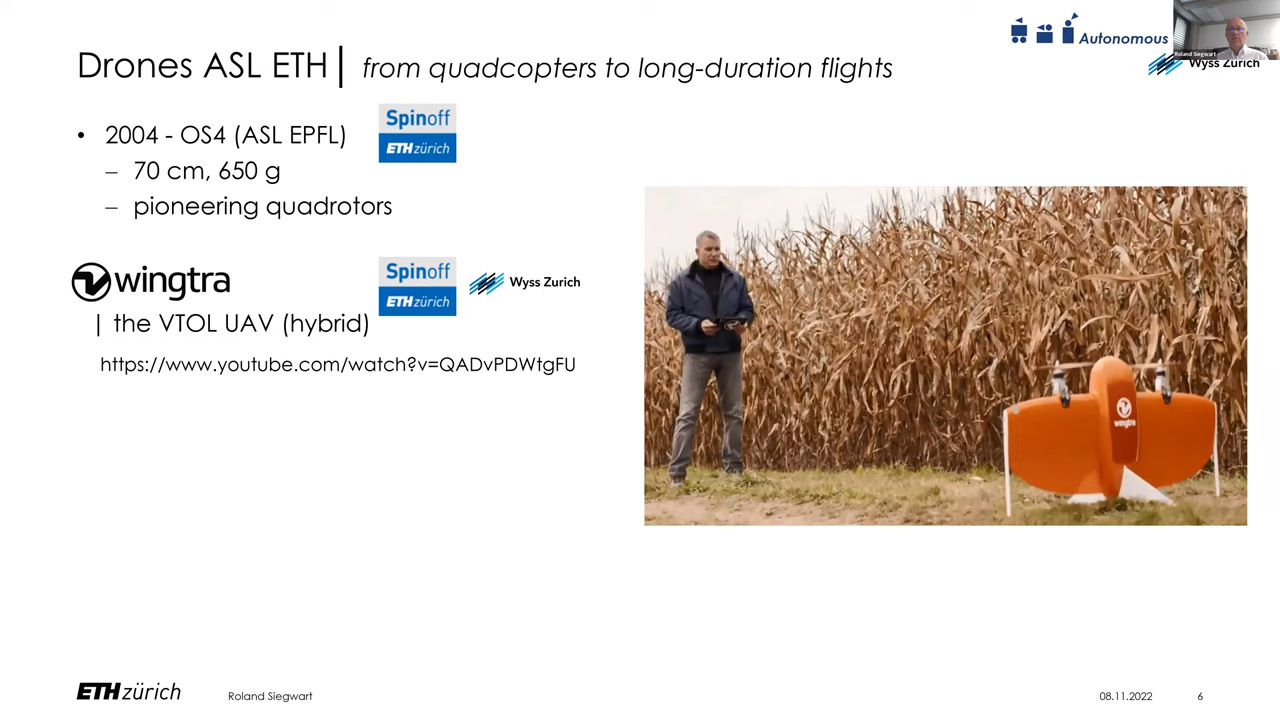 Drones ASL ETH| from quadcopters to long-duration flights
Autonomous
Roland Siegwart
Wyss Zurich
• 2004 - OS4 (ASL EPFL)
– 70 cm, 650 g
– pioneering quadrotors
Spinoff
ETHzürich
wingtra
| the VTOL UAV (hybrid)
Spinoff
ETHzürich
Wyss Zurich
https://www.youtube.com/watch?v=QADvPDWtgFU
wingtra
ETHzürich
Roland Siegwart
08.11.2022
6